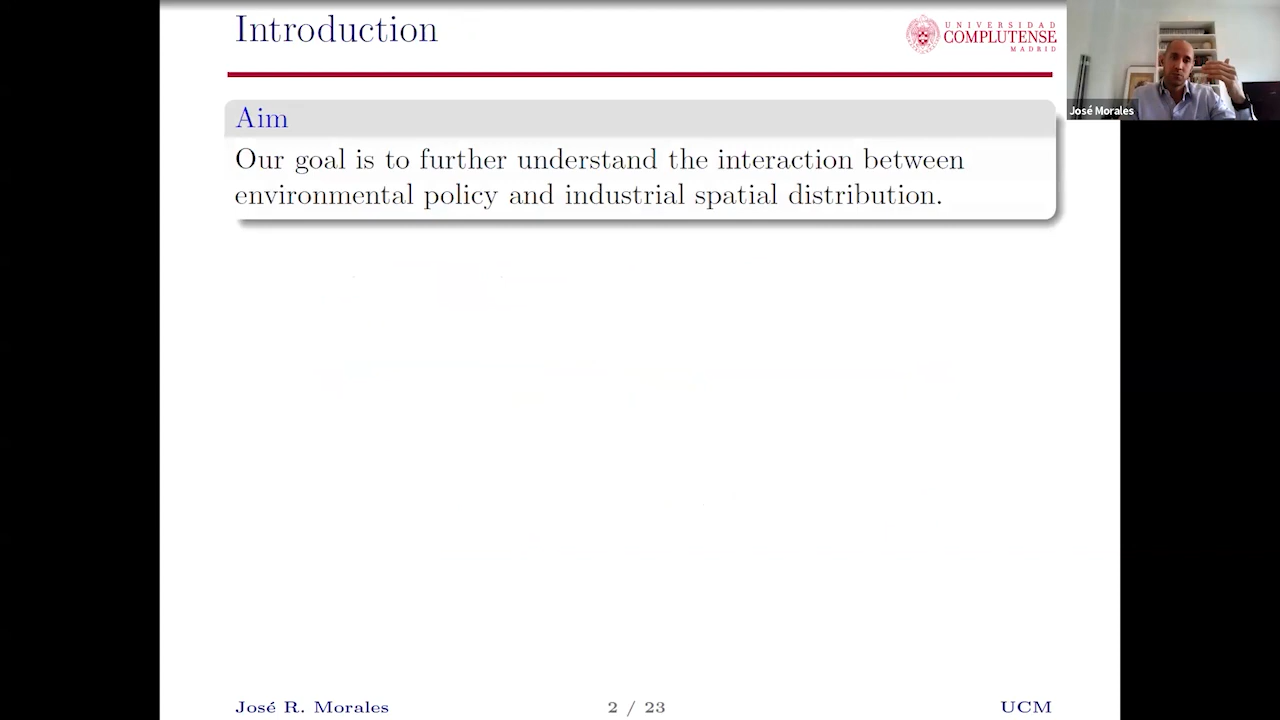 Introduction
UNIVERSIDAD
COMPLUTENSE
MADRID
José Morales
Aim
Our goal is to further understand the interaction between
environmental policy and industrial spatial distribution.
José R. Morales
2 / 23
UCM